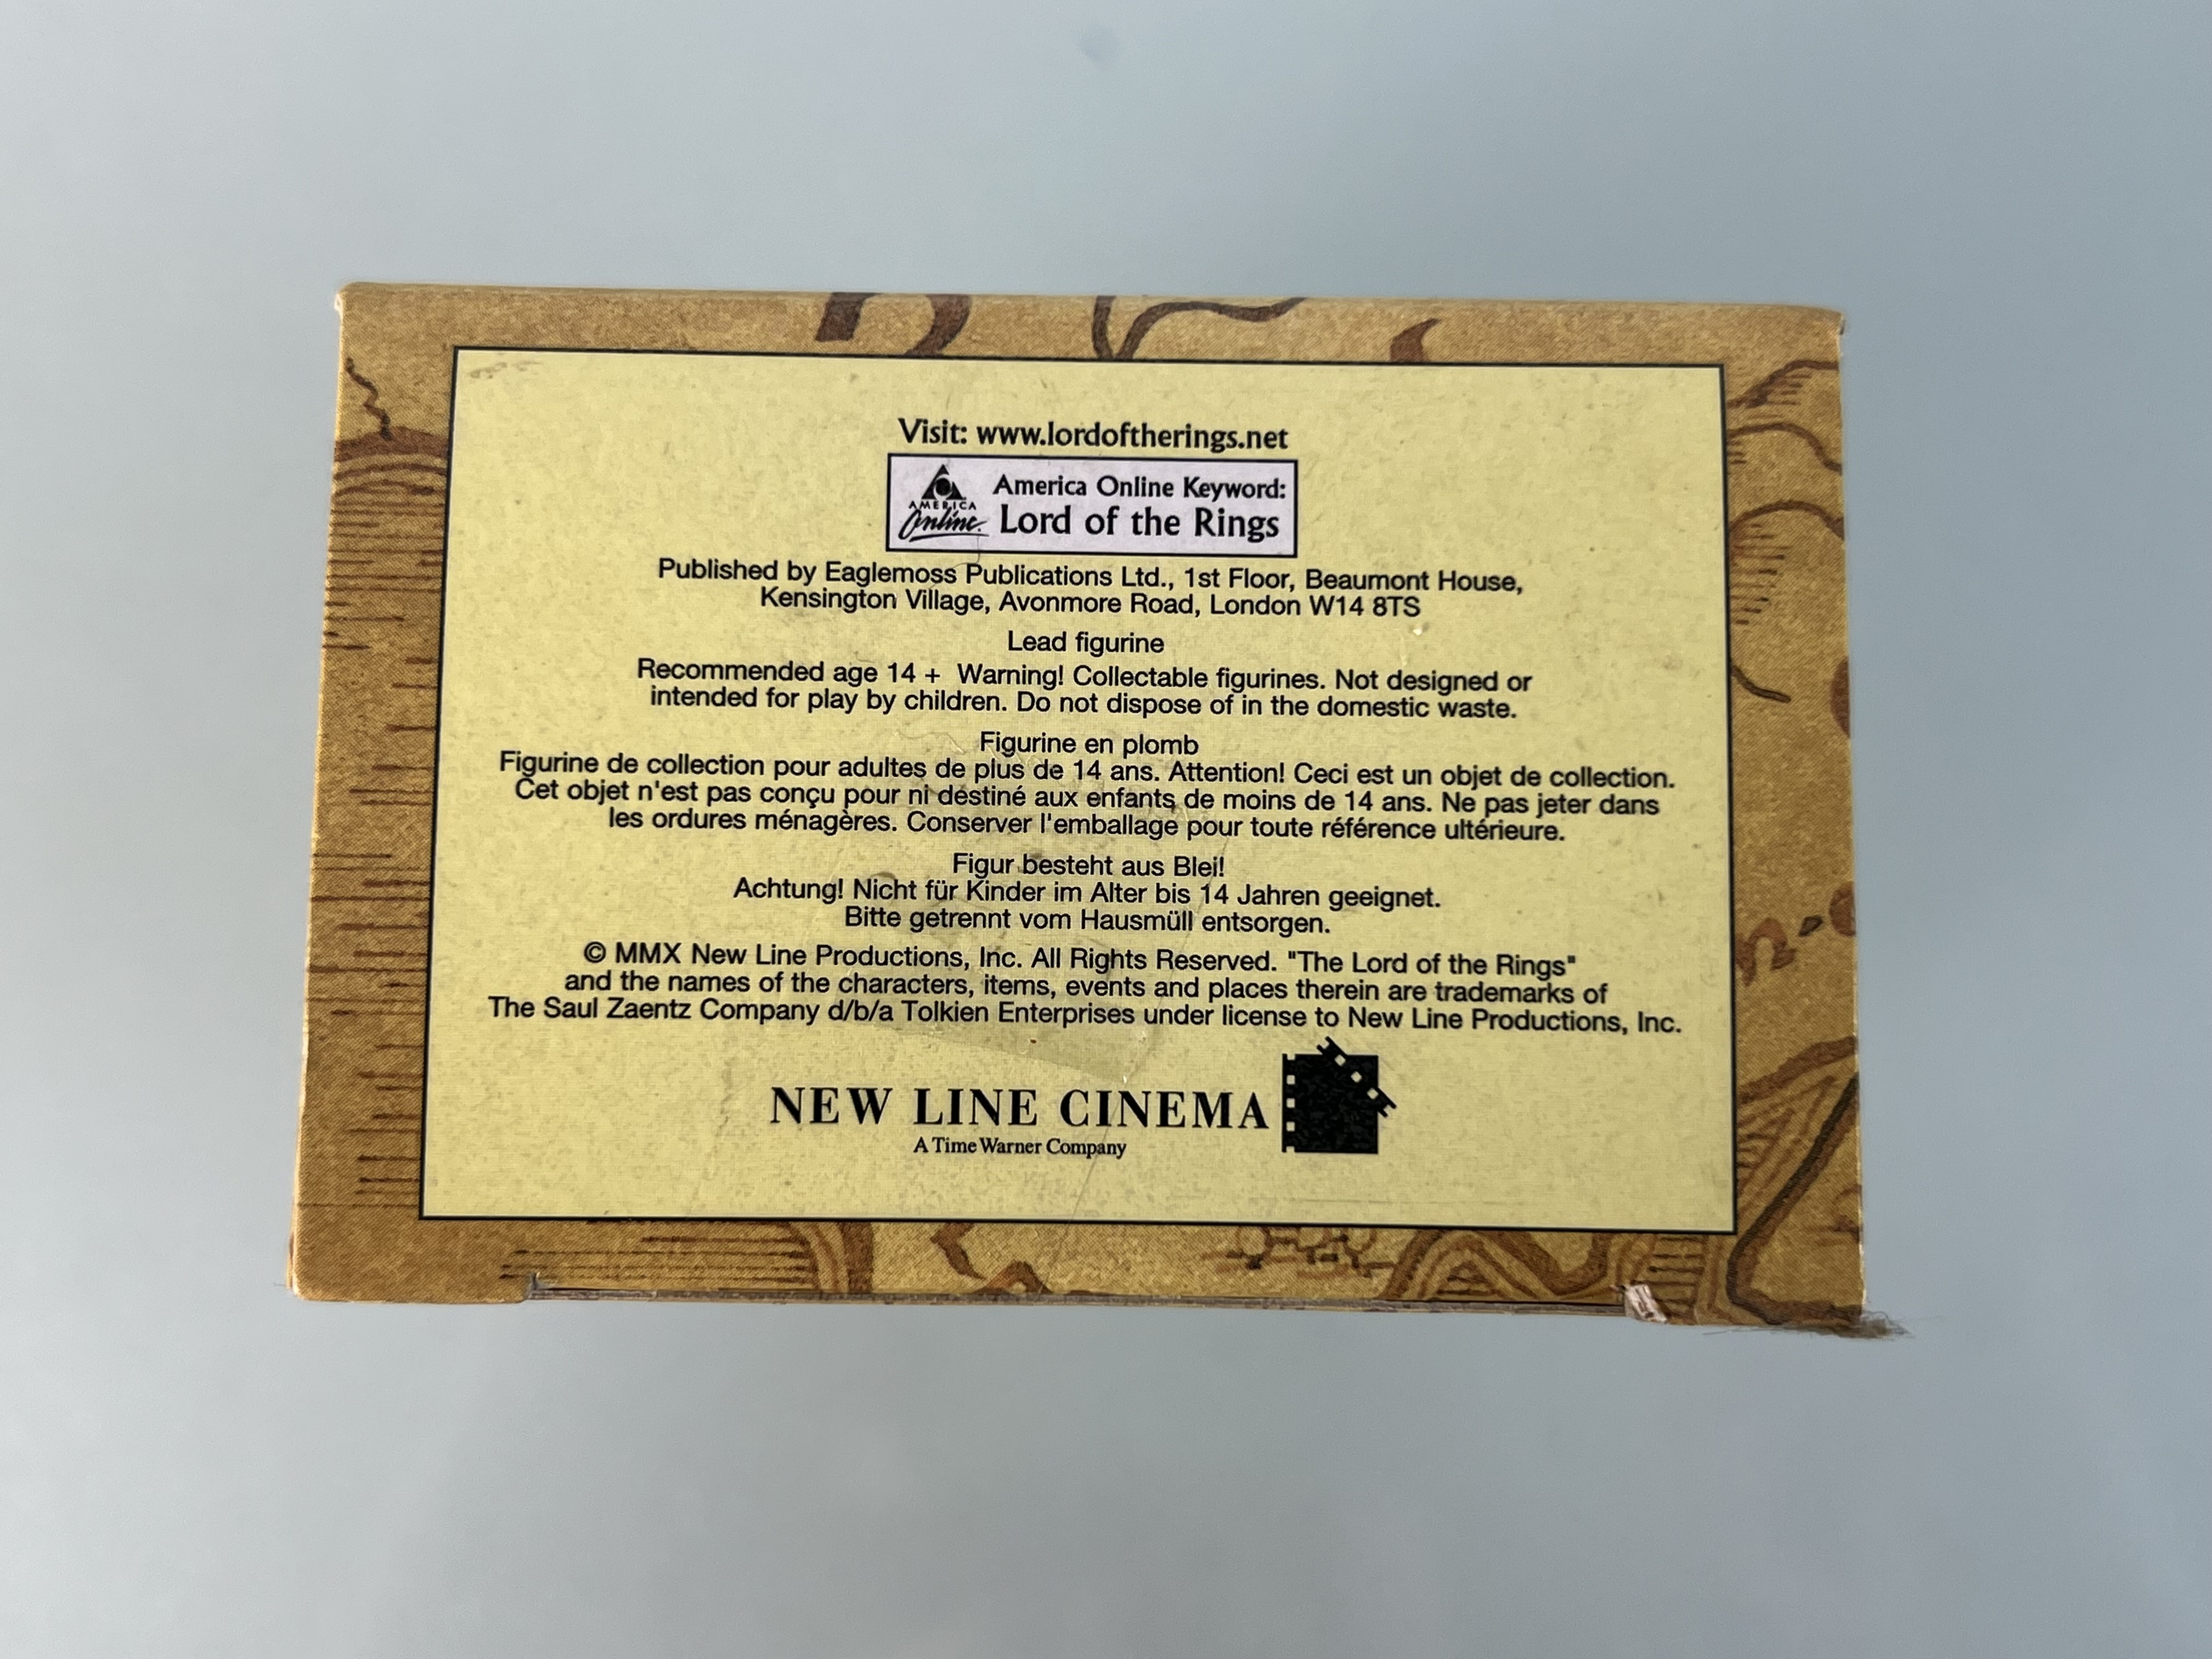 Visit: www.lordoftherings.net
AMERICA
Online
America Online Keyword:
Lord of the Rings
Published by Eaglemoss Publications Ltd., 1st Floor, Beaumont House,
Kensington Village, Avonmore Road, London W14 8TS
Lead figurine
Recommended age 14 + Warning! Collectable figurines. Not designed or
intended for play by children. Do not dispose of in the domestic waste.
Figurine en plomb
Figurine de collection pour adultes de plus de 14 ans. Attention! Ceci est un objet de collection.
Cet objet n'est pas conçu pour ni destiné aux enfants de moins de 14 ans. Ne pas jeter dans
les ordures ménagères. Conserver l'emballage pour toute référence ultérieure.
Figur besteht aus Blei!
Achtung! Nicht für Kinder im Alter bis 14 Jahren geeignet.
Bitte getrennt vom Hausmüll entsorgen.
© MMX New Line Productions, Inc. All Rights Reserved. "The Lord of the Rings"
and the names of the characters, items, events and places therein are trademarks of
The Saul Zaentz Company d/b/a Tolkien Enterprises under license to New Line Productions, Inc.
NEW LINE CINEMA
A Time Warner Company